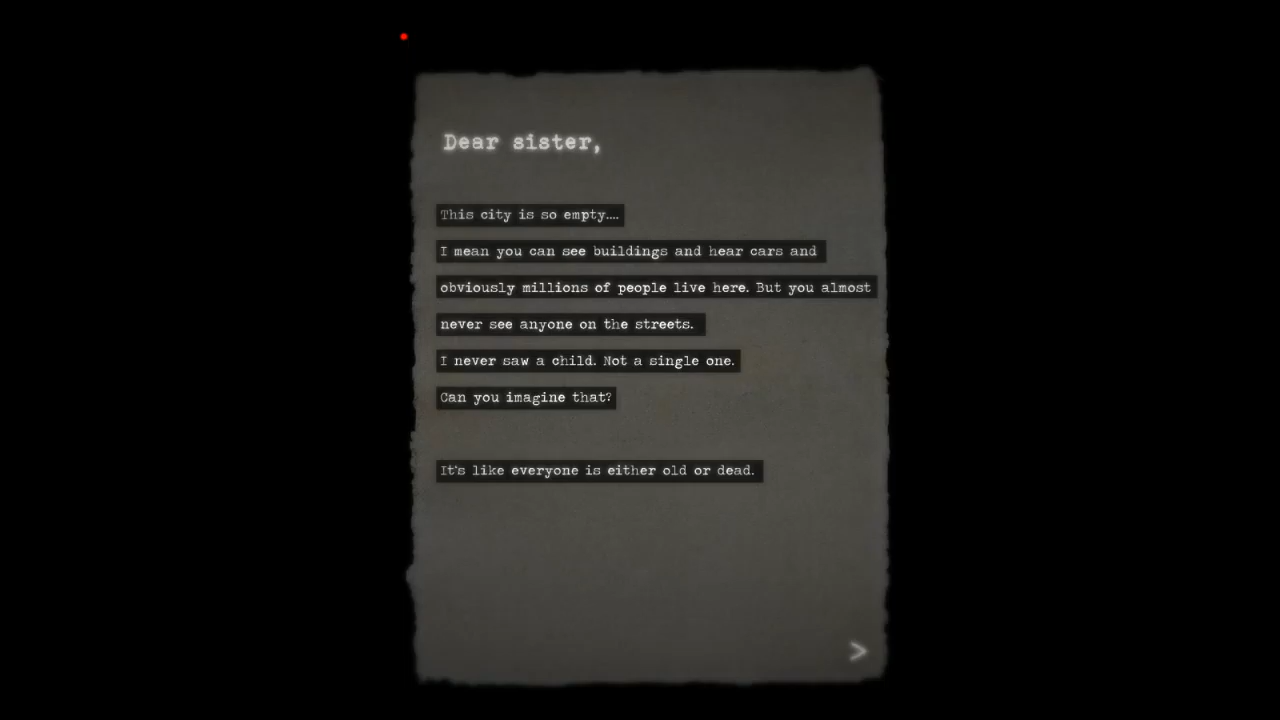 Dear sister,
This city is so empty....
I mean you can see buildings and hear cars and
obviously millions of people live here. But you almost
never see anyone on the streets.
I never saw a child. Not a single one.
Can you imagine that?
It's like everyone is either old or dead.
>